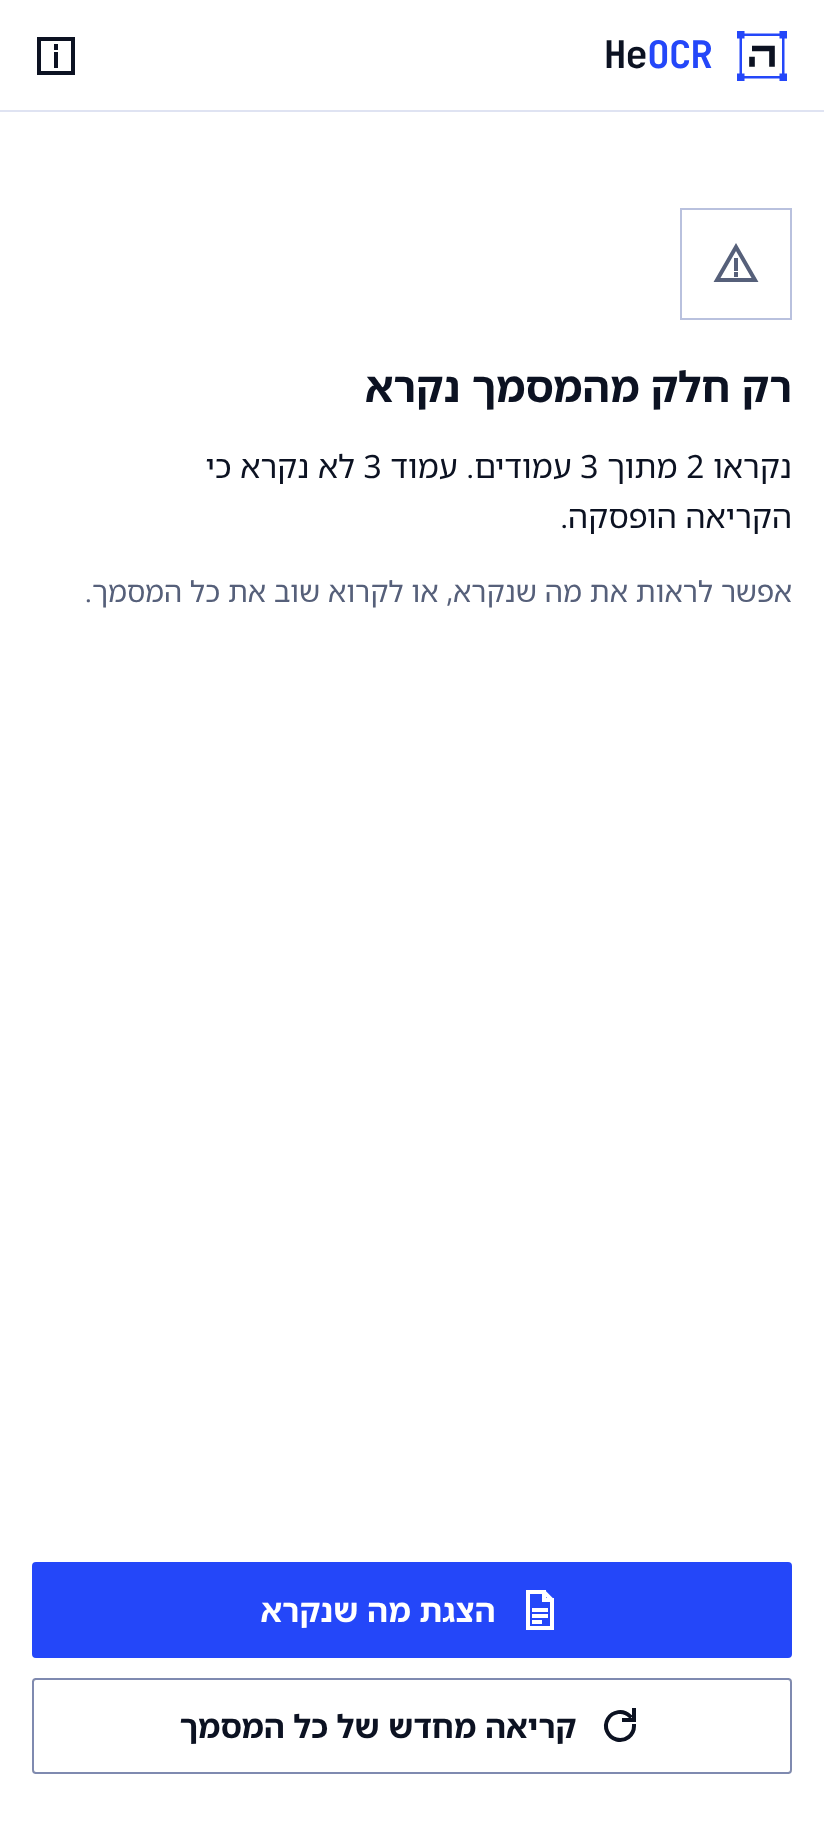 HeOCR ה
רק חלק מהמסמך נקרא
נקראו 2 מתוך 3 עמודים. עמוד 3 לא נקרא כי
הקריאה הופסקה.
אפשר לראות את מה שנקרא, או לקרוא שוב את כל המסמך.
הצגת מה שנקרא
קריאה מחדש של כל המסמך